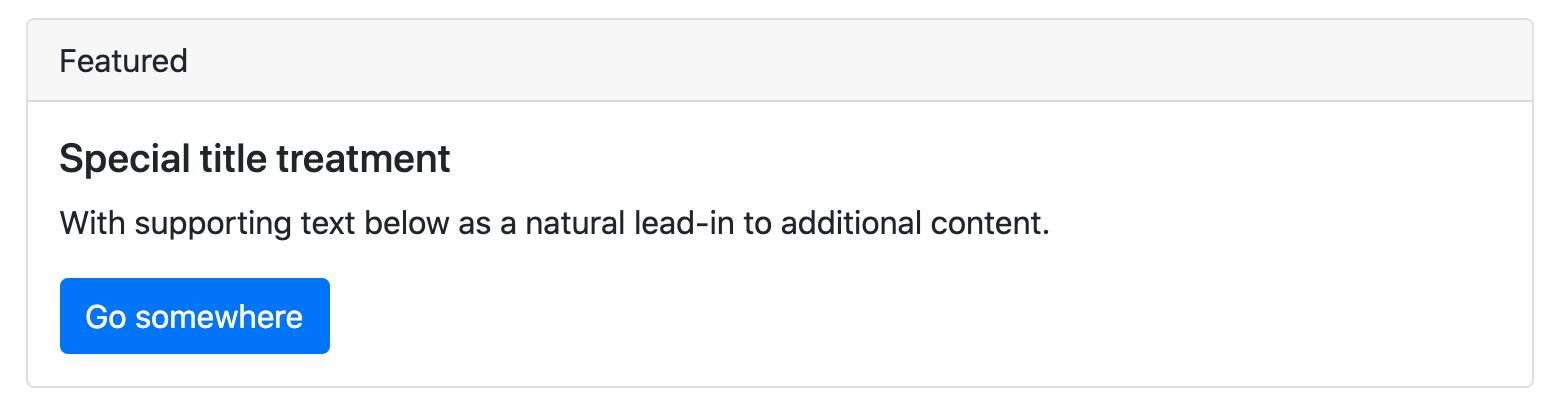 Featured
Special title treatment
With supporting text below as a natural lead-in to additional content.
Go somewhere